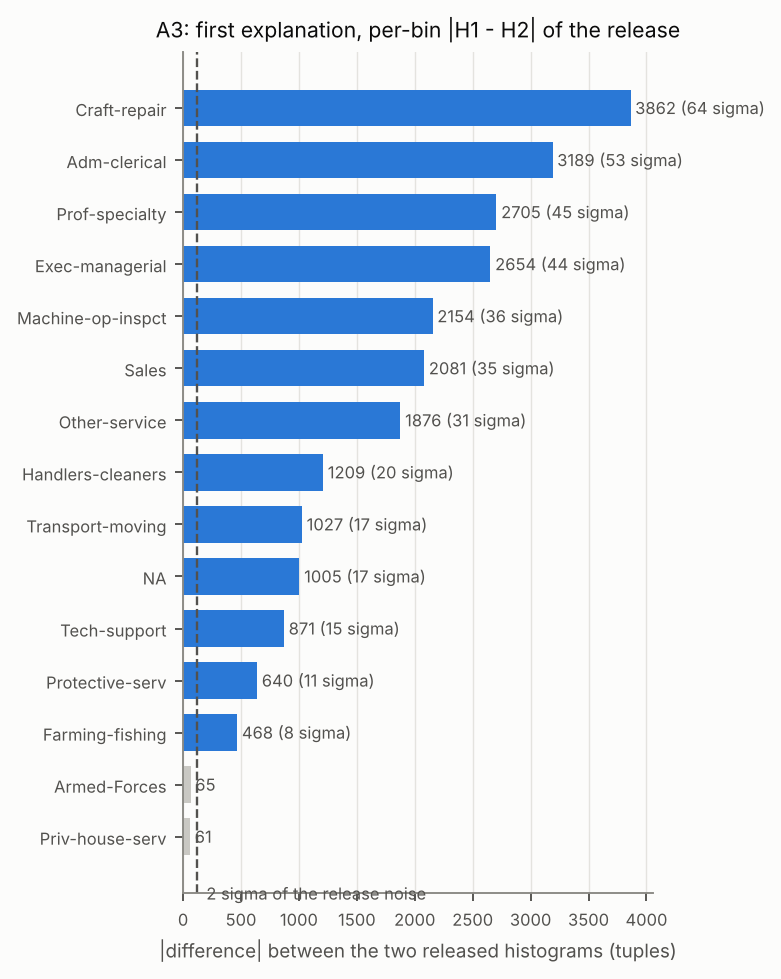 A3: first explanation, per-bin |H1 - H2| of the release
Craft-repair 3862 (64 sigma)
Adm-clerical 3189 (53 sigma)
Prof-specialty 2705 (45 sigma)
Exec-managerial 2654 (44 sigma)
Machine-op-inspct 2154 (36 sigma)
Sales 2081 (35 sigma)
Other-service 1876 (31 sigma)
Handlers-cleaners 1209 (20 sigma)
Transport-moving 1027 (17 sigma)
NA 1005 (17 sigma)
Tech-support 871 (15 sigma)
Protective-serv 640 (11 sigma)
Farming-fishing 468 (8 sigma)
Armed-Forces 65
Priv-house-serv 61
2 sigma of the release noise
0 500 1000 1500 2000 2500 3000 3500 4000
|difference| between the two released histograms (tuples)